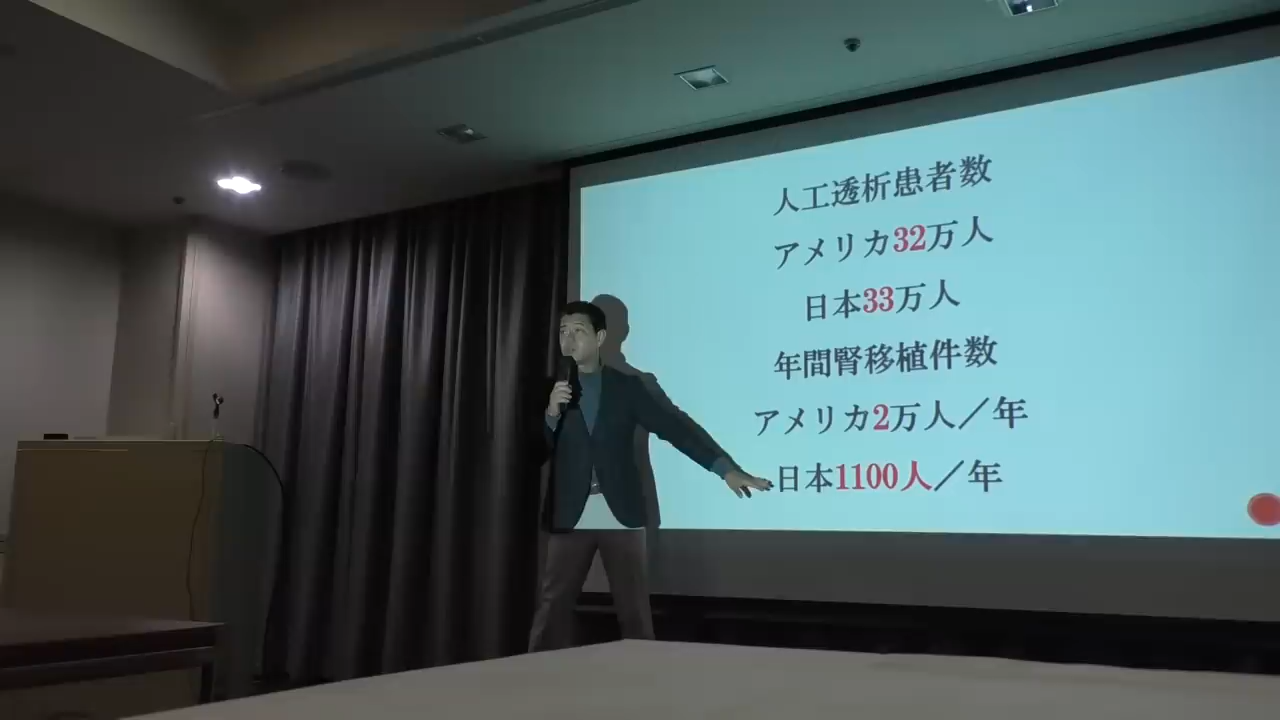 人工透析患者数
アメリカ32万人
日本33万人
年間腎移植件数
アメリカ2万人／年
日本1100人／年